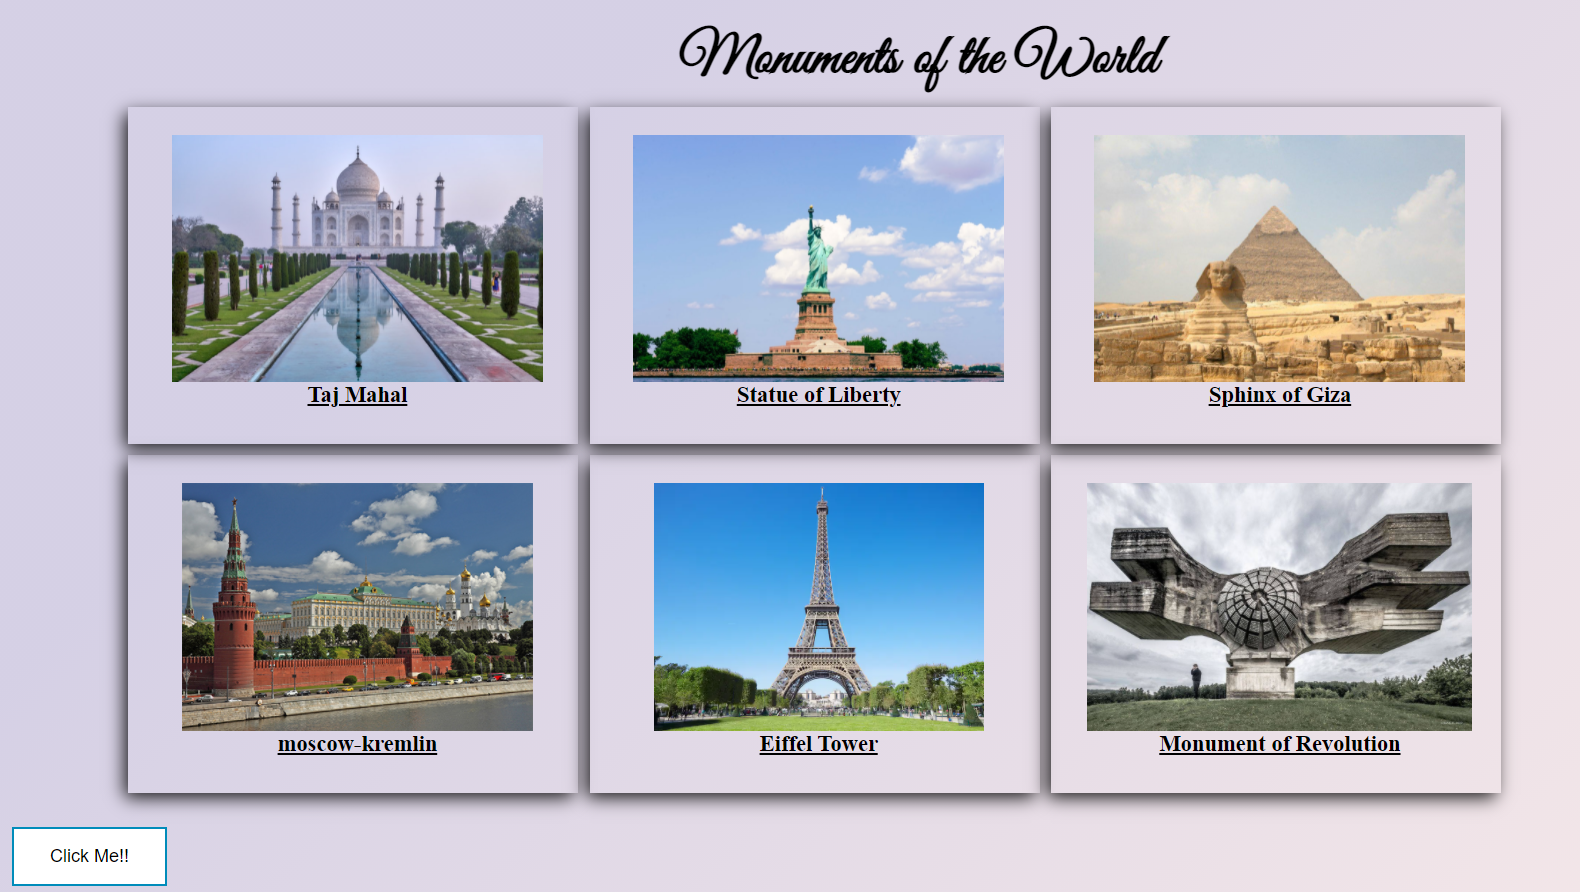 Monuments of the World
Taj Mahal
Statue of Liberty
Sphinx of Giza
moscow-kremlin
Eiffel Tower
Monument of Revolution
Click Me!!